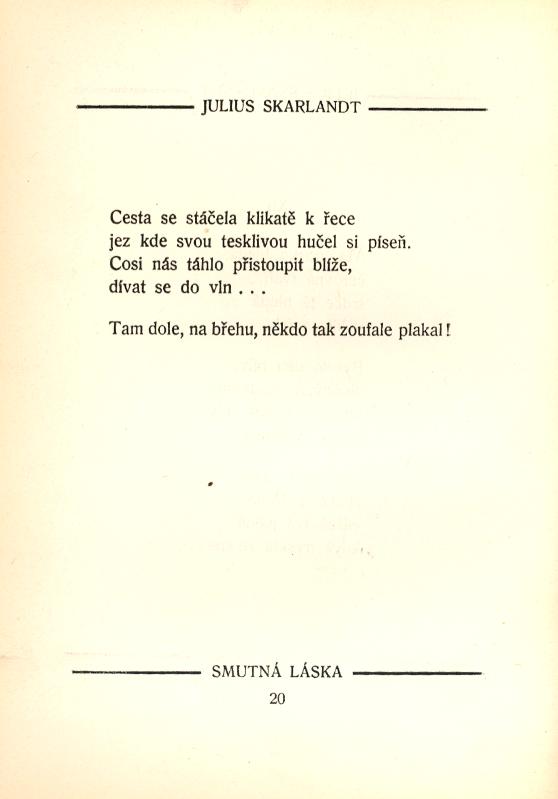 JULIUS SKARLANDT
Cesta se stáčela klikatě k řece
jez kde svou tesklivou hučel si píseň.
Cosi nás táhlo přistoupit blíže,
dívat se do vln . . .
Tam dole, na břehu, někdo tak zoufale plakal!
SMUTNÁ LÁSKA
20